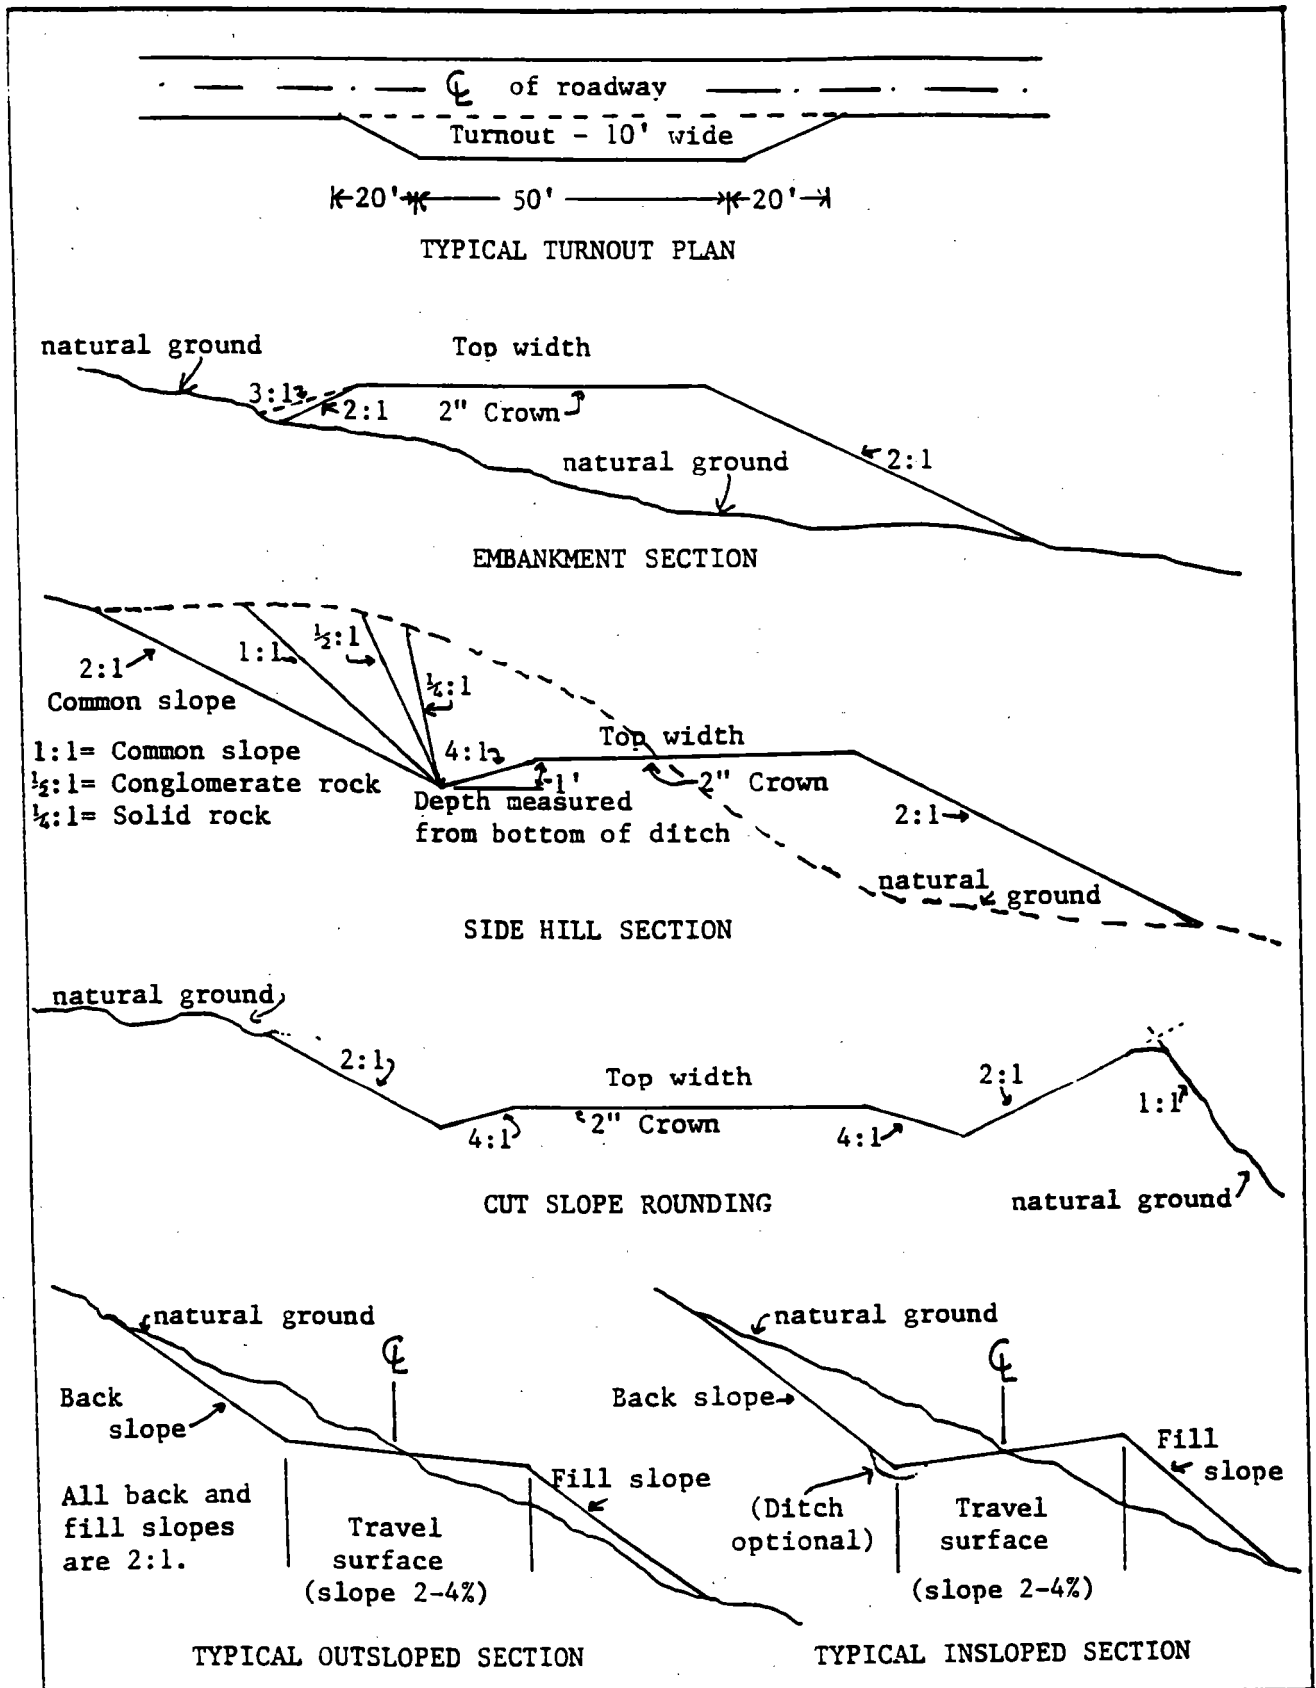 ℄ of roadway
Turnout - 10' wide
20' 50' 20'
TYPICAL TURNOUT PLAN
natural ground
Top width
3:1
2:1
2" Crown
natural ground
2:1
EMBANKMENT SECTION
2:1
Common slope
1:1
½:1
¼:1
1:1= Common slope
½:1= Conglomerate rock
¼:1= Solid rock
4:1
Top width
1'
2" Crown
Depth measured
from bottom of ditch
2:1
natural
ground
SIDE HILL SECTION
natural ground
2:1
Top width
2:1
4:1
2" Crown
4:1
1:1
CUT SLOPE ROUNDING
natural ground
natural ground
℄
Back
slope
Fill slope
All back and
fill slopes
are 2:1.
Travel
surface
(slope 2-4%)
TYPICAL OUTSLOPED SECTION
natural ground
℄
Back slope
Fill
slope
(Ditch
optional)
Travel
surface
(slope 2-4%)
TYPICAL INSLOPED SECTION